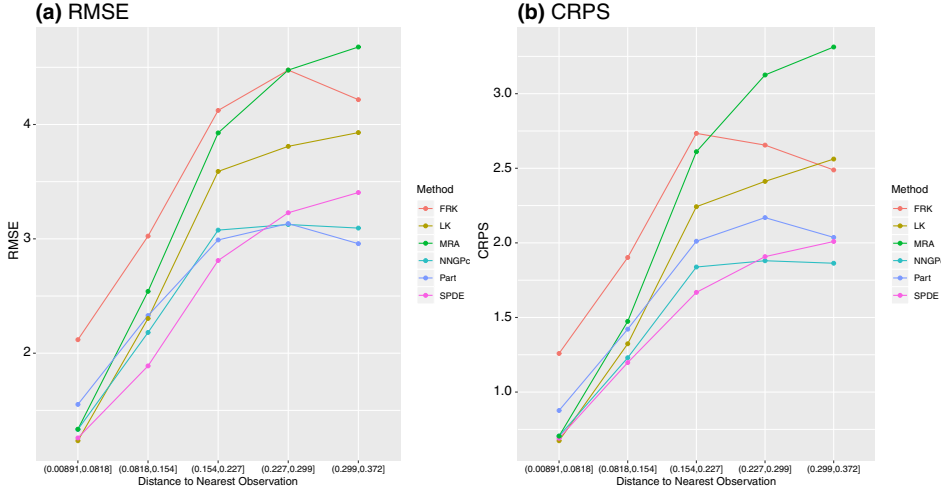 (a) RMSE
RMSE
4
3
2
(0.00891,0.0818]
(0.0818,0.154]
(0.154,0.227]
(0.227,0.299]
(0.299,0.372]
Distance to Nearest Observation
Method
FRK
LK
MRA
NNGPc
Part
SPDE
(b) CRPS
CRPS
3.0
2.5
2.0
1.5
1.0
(0.00891,0.0818]
(0.0818,0.154]
(0.154,0.227]
(0.227,0.299]
(0.299,0.372]
Distance to Nearest Observation
Method
FRK
LK
MRA
NNGPc
Part
SPDE